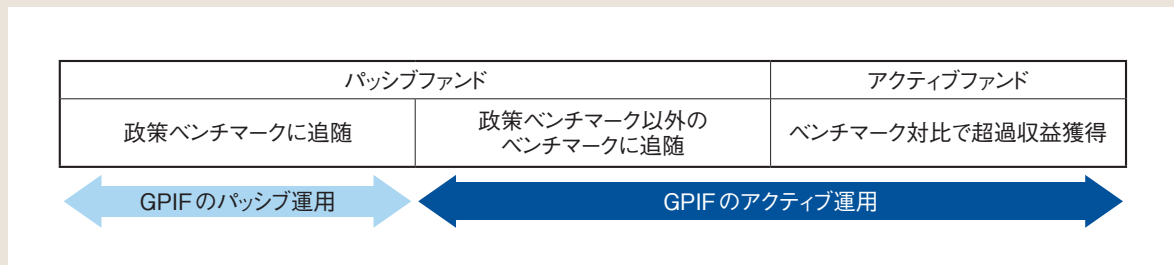 パッシブファンド
アクティブファンド
政策ベンチマークに追随
政策ベンチマーク以外の
ベンチマークに追随
ベンチマーク対比で超過収益獲得
GPIFのパッシブ運用
GPIFのアクティブ運用